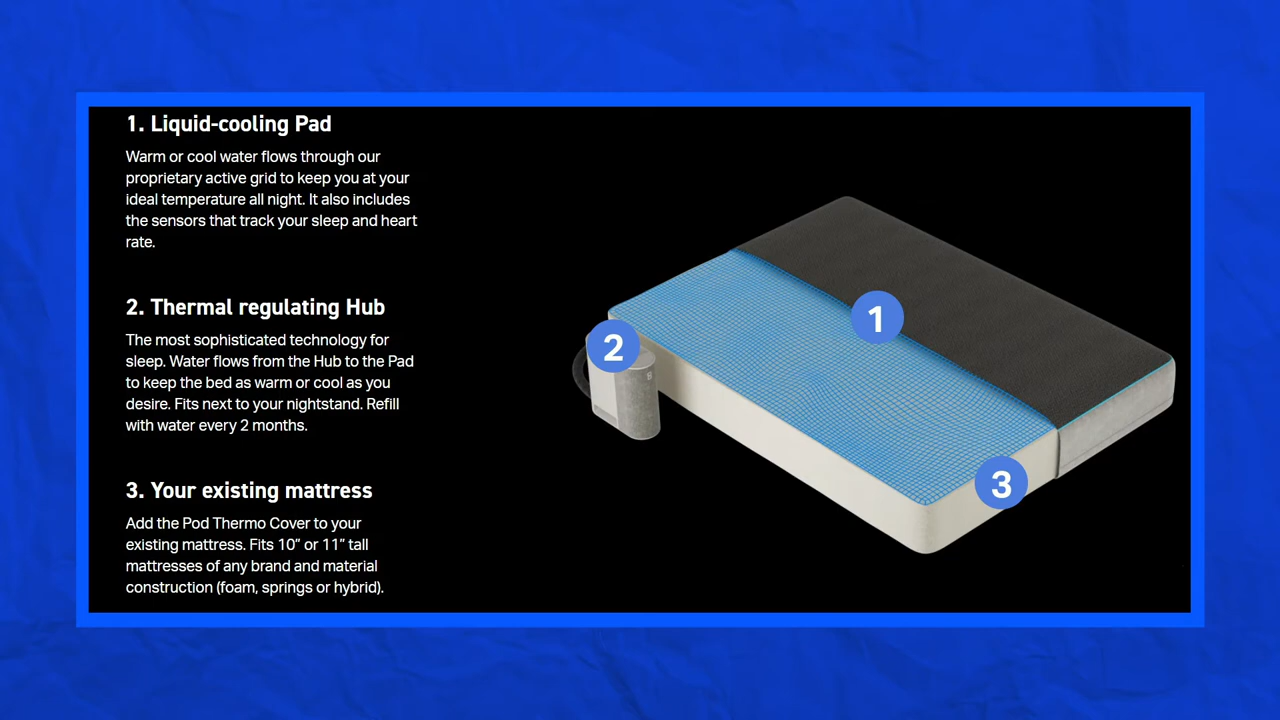 1. Liquid-cooling Pad
Warm or cool water flows through our
proprietary active grid to keep you at your
ideal temperature all night. It also includes
the sensors that track your sleep and heart
rate.
2. Thermal regulating Hub
The most sophisticated technology for
sleep. Water flows from the Hub to the Pad
to keep the bed as warm or cool as you
desire. Fits next to your nightstand. Refill
with water every 2 months.
3. Your existing mattress
Add the Pod Thermo Cover to your
existing mattress. Fits 10” or 11” tall
mattresses of any brand and material
construction (foam, springs or hybrid).
1
2
3